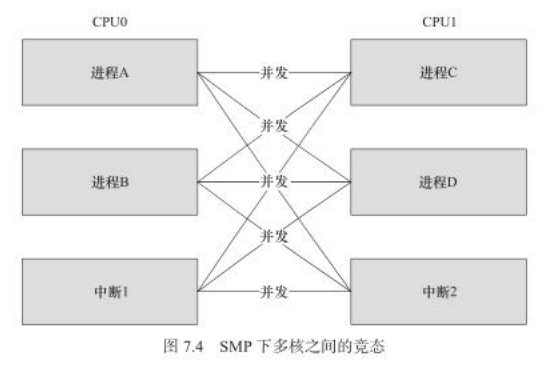 CPU0 CPU1
进程A 并发 进程C
并发
进程B 并发 进程D
并发
中断1 并发 中断2
图 7.4 SMP 下多核之间的竞态